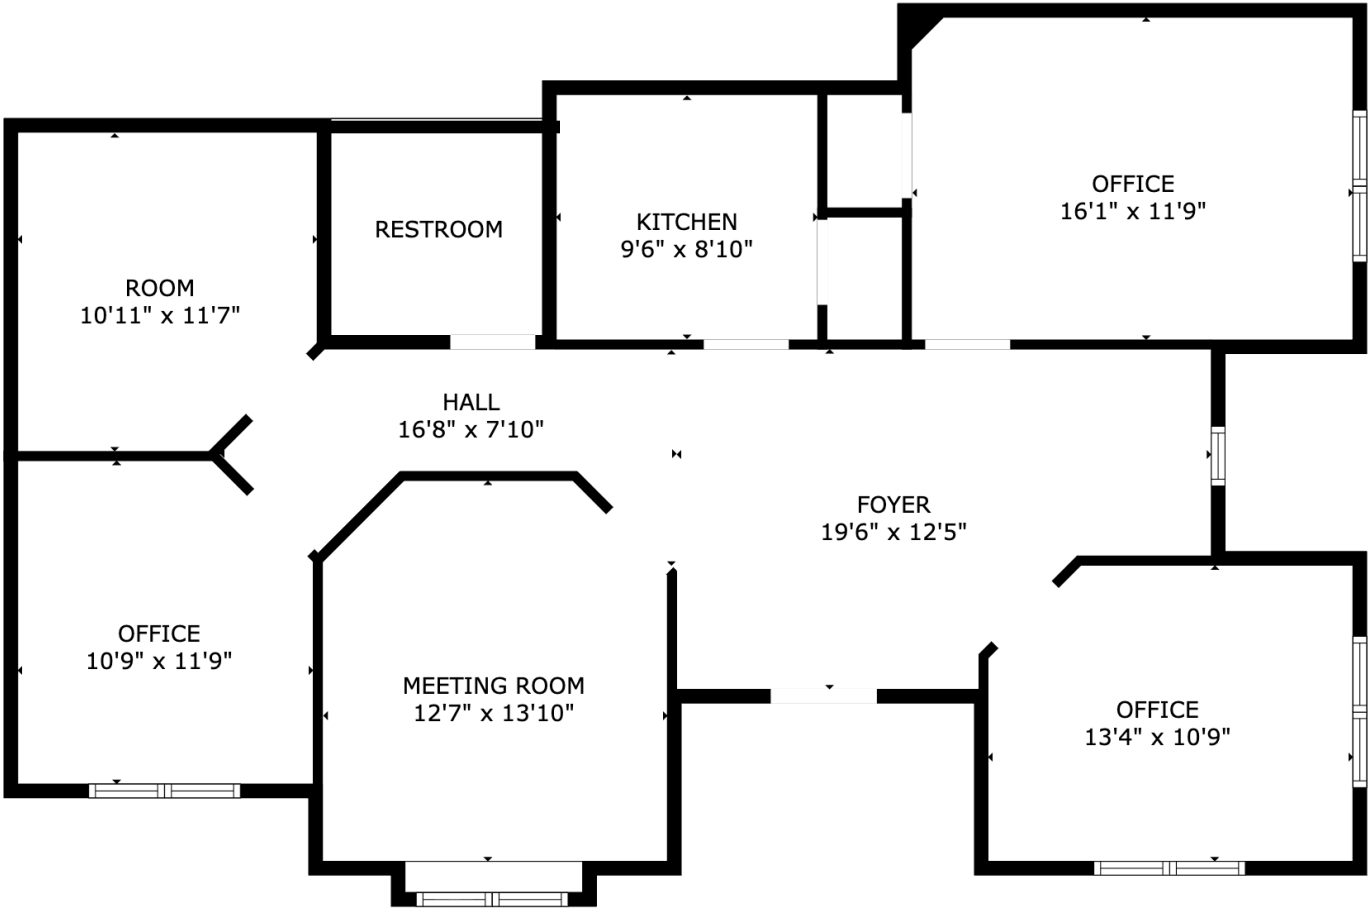 OFFICE
16'1" x 11'9"
RESTROOM
KITCHEN
9'6" x 8'10"
ROOM
10'11" x 11'7"
HALL
16'8" x 7'10"
FOYER
19'6" x 12'5"
OFFICE
10'9" x 11'9"
MEETING ROOM
12'7" x 13'10"
OFFICE
13'4" x 10'9"